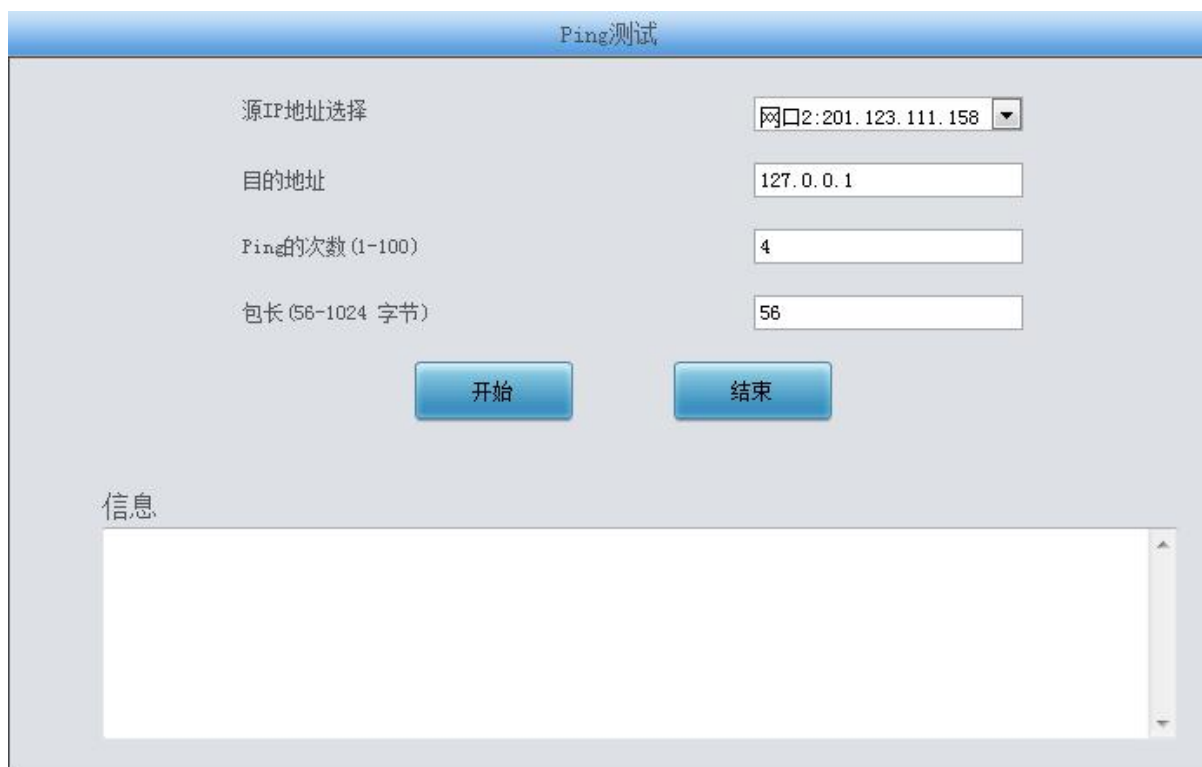 Ping测试
源IP地址选择 网口2:201.123.111.158
目的地址 127.0.0.1
Ping的次数(1-100) 4
包长(56-1024 字节) 56
开始 结束
信息